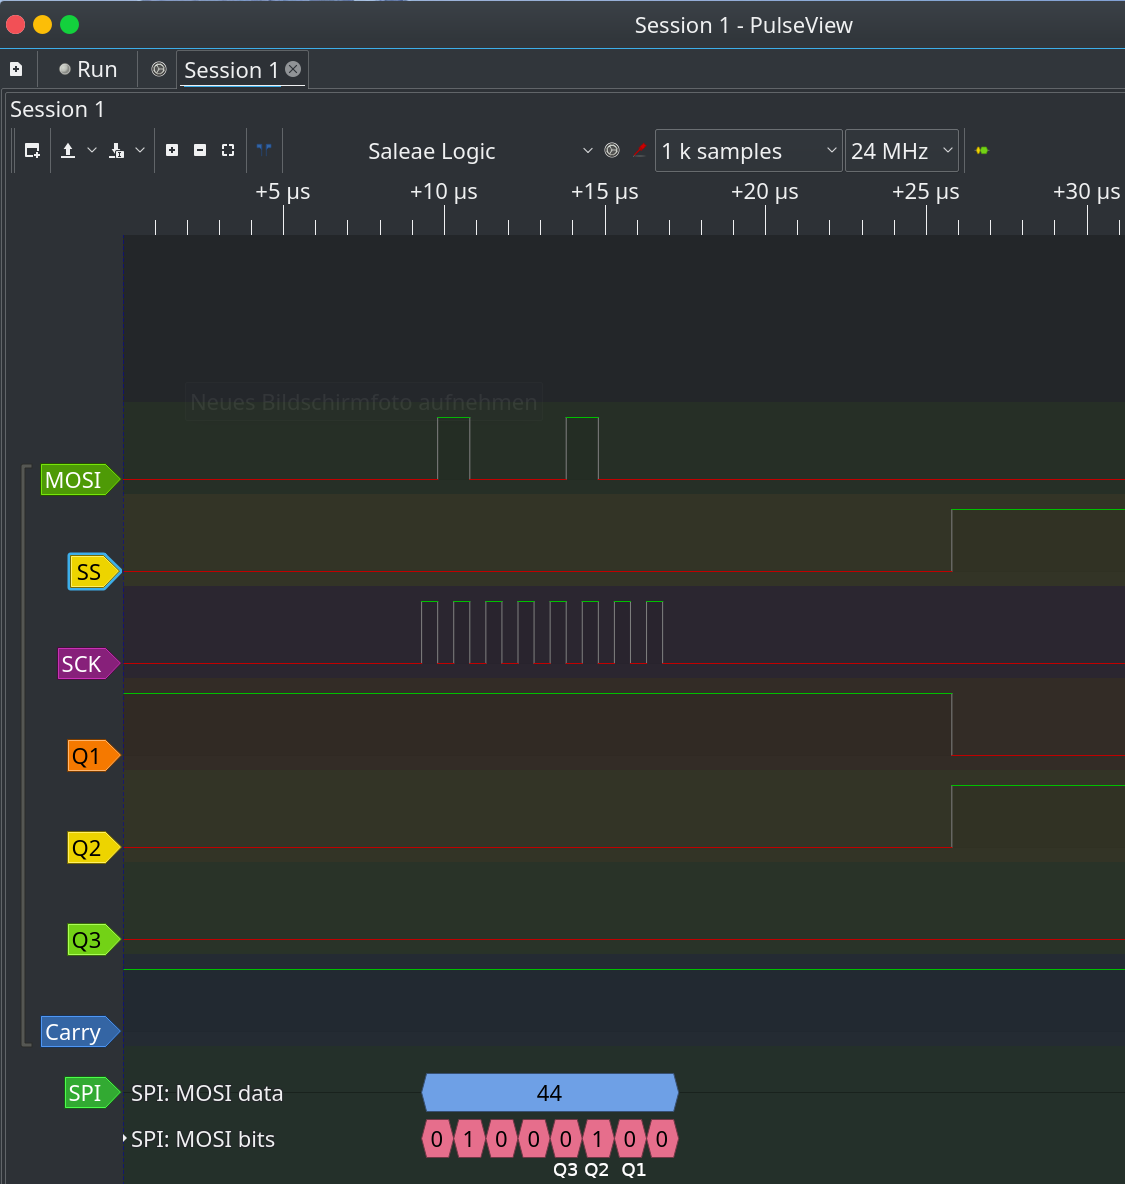 Session 1 - PulseView
Run
Session 1
Session 1
Saleae Logic
1 k samples
24 MHz
+5 µs +10 µs +15 µs +20 µs +25 µs +30 µs
Neues Bildschirmfoto aufnehmen
MOSI
SS
SCK
Q1
Q2
Q3
Carry
SPI
SPI: MOSI data
44
SPI: MOSI bits
0 1 0 0 0 1 0 0
Q3 Q2 Q1